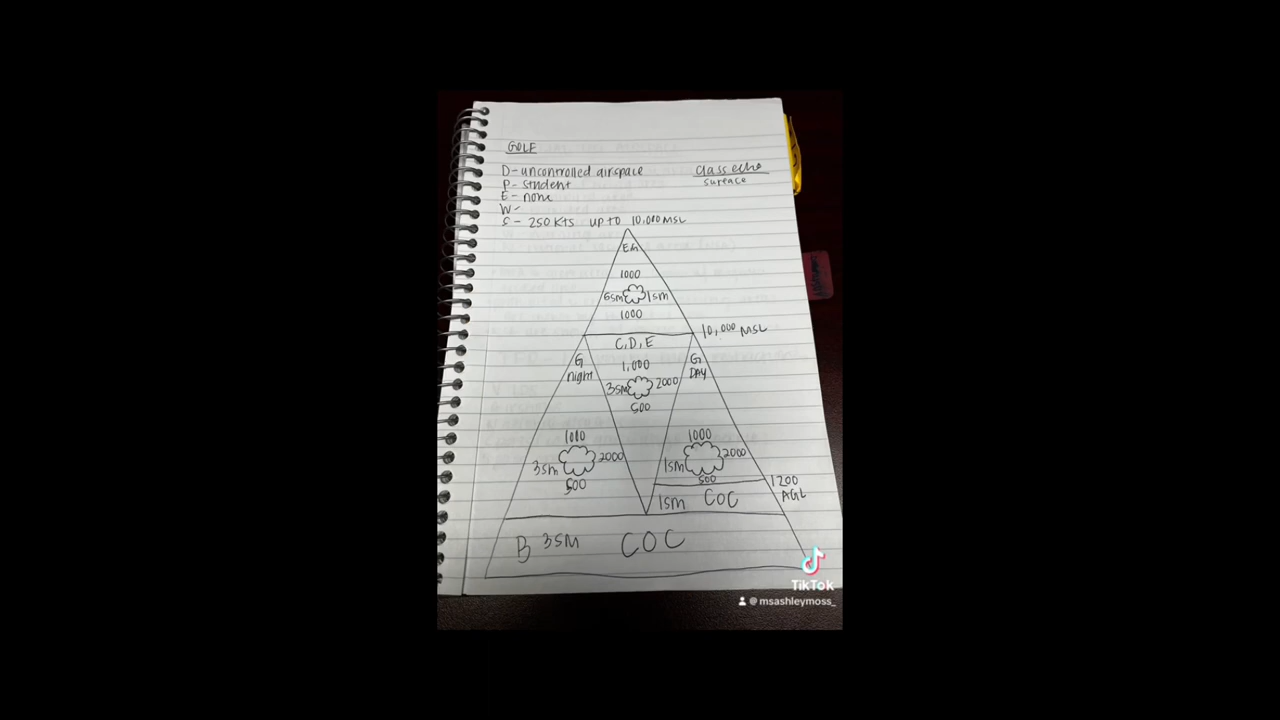 GOLF
D - uncontrolled airspace
P - student
E - none
W -
S - 250 KTS up to 10,000 MSL
class echo
surface
1000
1sm
1000
10,000 MSL
C, D, E
G
night
1,000
3sm 2000
500
G
DAY
1000
3sm 2000
500
1000
1sm 2000
500
1200
AGL
1sm COC
B 3SM COC
TikTok
@msashleymoss_